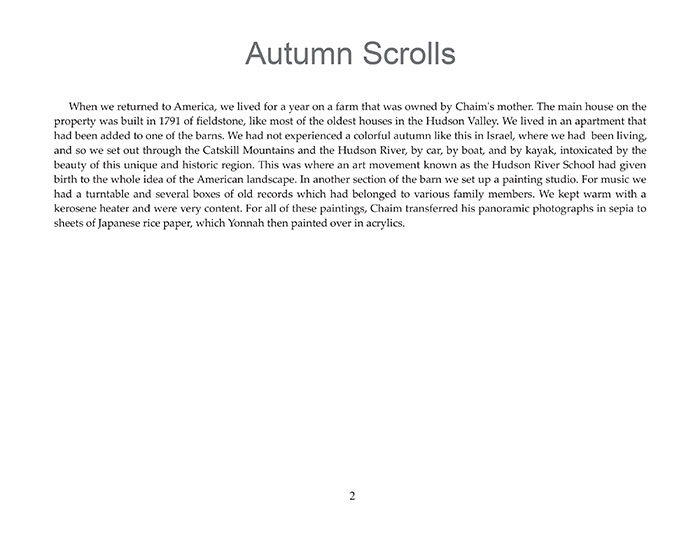 Autumn Scrolls
When we returned to America, we lived for a year on a farm that was owned by Chaim's mother. The main house on the
property was built in 1791 of fieldstone, like most of the oldest houses in the Hudson Valley. We lived in an apartment that
had been added to one of the barns. We had not experienced a colorful autumn like this in Israel, where we had  been living,
and so we set out through the Catskill Mountains and the Hudson River, by car, by boat, and by kayak, intoxicated by the
beauty of this unique and historic region. This was where an art movement known as the Hudson River School had given
birth to the whole idea of the American landscape. In another section of the barn we set up a painting studio. For music we
had a turntable and several boxes of old records which had belonged to various family members. We kept warm with a
kerosene heater and were very content. For all of these paintings, Chaim transferred his panoramic photographs in sepia to
sheets of Japanese rice paper, which Yonnah then painted over in acrylics.
2